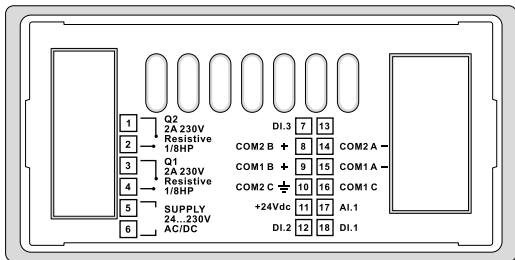 1 Q2
2A 230V
2 Resistive
1/8HP
3 Q1
2A 230V
4 Resistive
1/8HP
5 SUPPLY
24...230V
6 AC/DC
DI.3 7 13
COM2 B + 8 14 COM2 A –
COM1 B + 9 15 COM1 A –
COM2 C 10 16 COM1 C
+24Vdc 11 17 AI.1
DI.2 12 18 DI.1